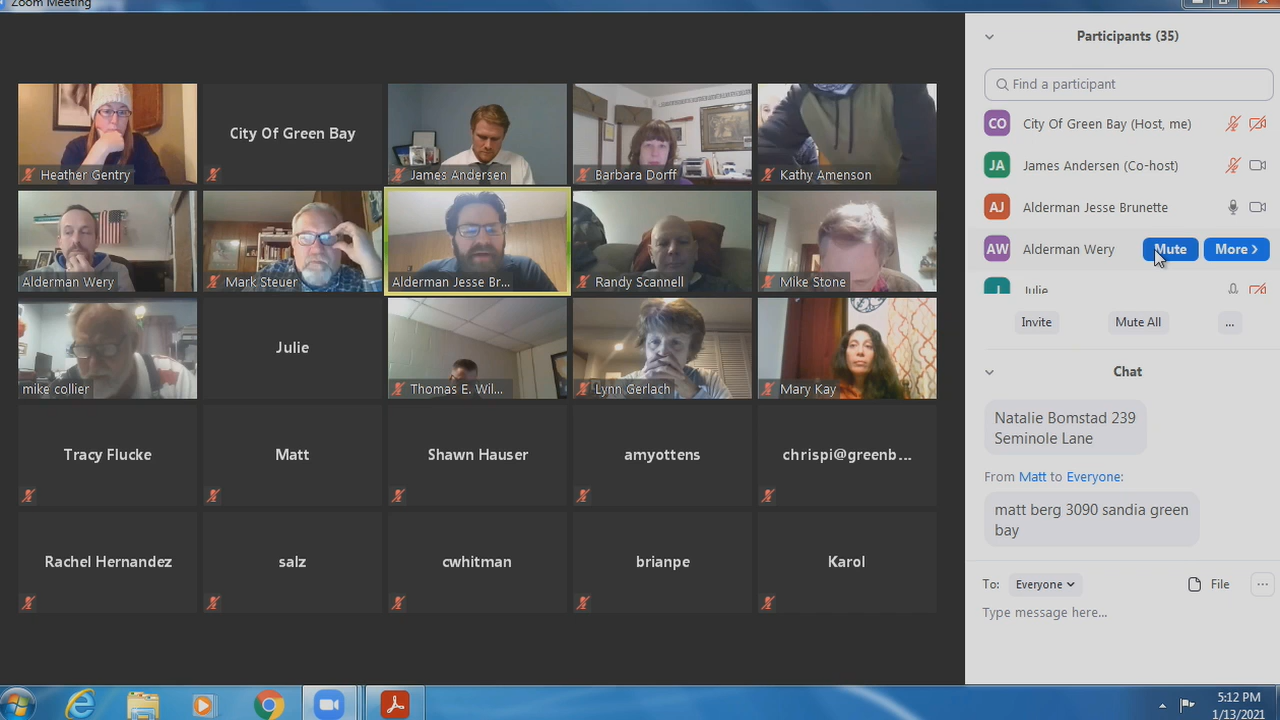 Zoom Meeting
Heather Gentry
City Of Green Bay
James Andersen
Barbara Dorff
Kathy Amenson
Alderman Wery
Mark Steuer
Alderman Jesse Br...
Randy Scannell
Mike Stone
mike collier
Julie
Thomas E. Wil...
Lynn Gerlach
Mary Kay
Tracy Flucke
Matt
Shawn Hauser
amyottens
chrispi@greenb...
Rachel Hernandez
salz
cwhitman
brianpe
Karol
Participants (35)
Find a participant
CO City Of Green Bay (Host, me)
JA James Andersen (Co-host)
AJ Alderman Jesse Brunette
AW Alderman Wery Mute More >
J Julie
Invite Mute All ...
Chat
Natalie Bomstad 239
Seminole Lane
From Matt to Everyone:
matt berg 3090 sandia green
bay
To: Everyone File ...
Type message here...
5:12 PM
1/13/2021